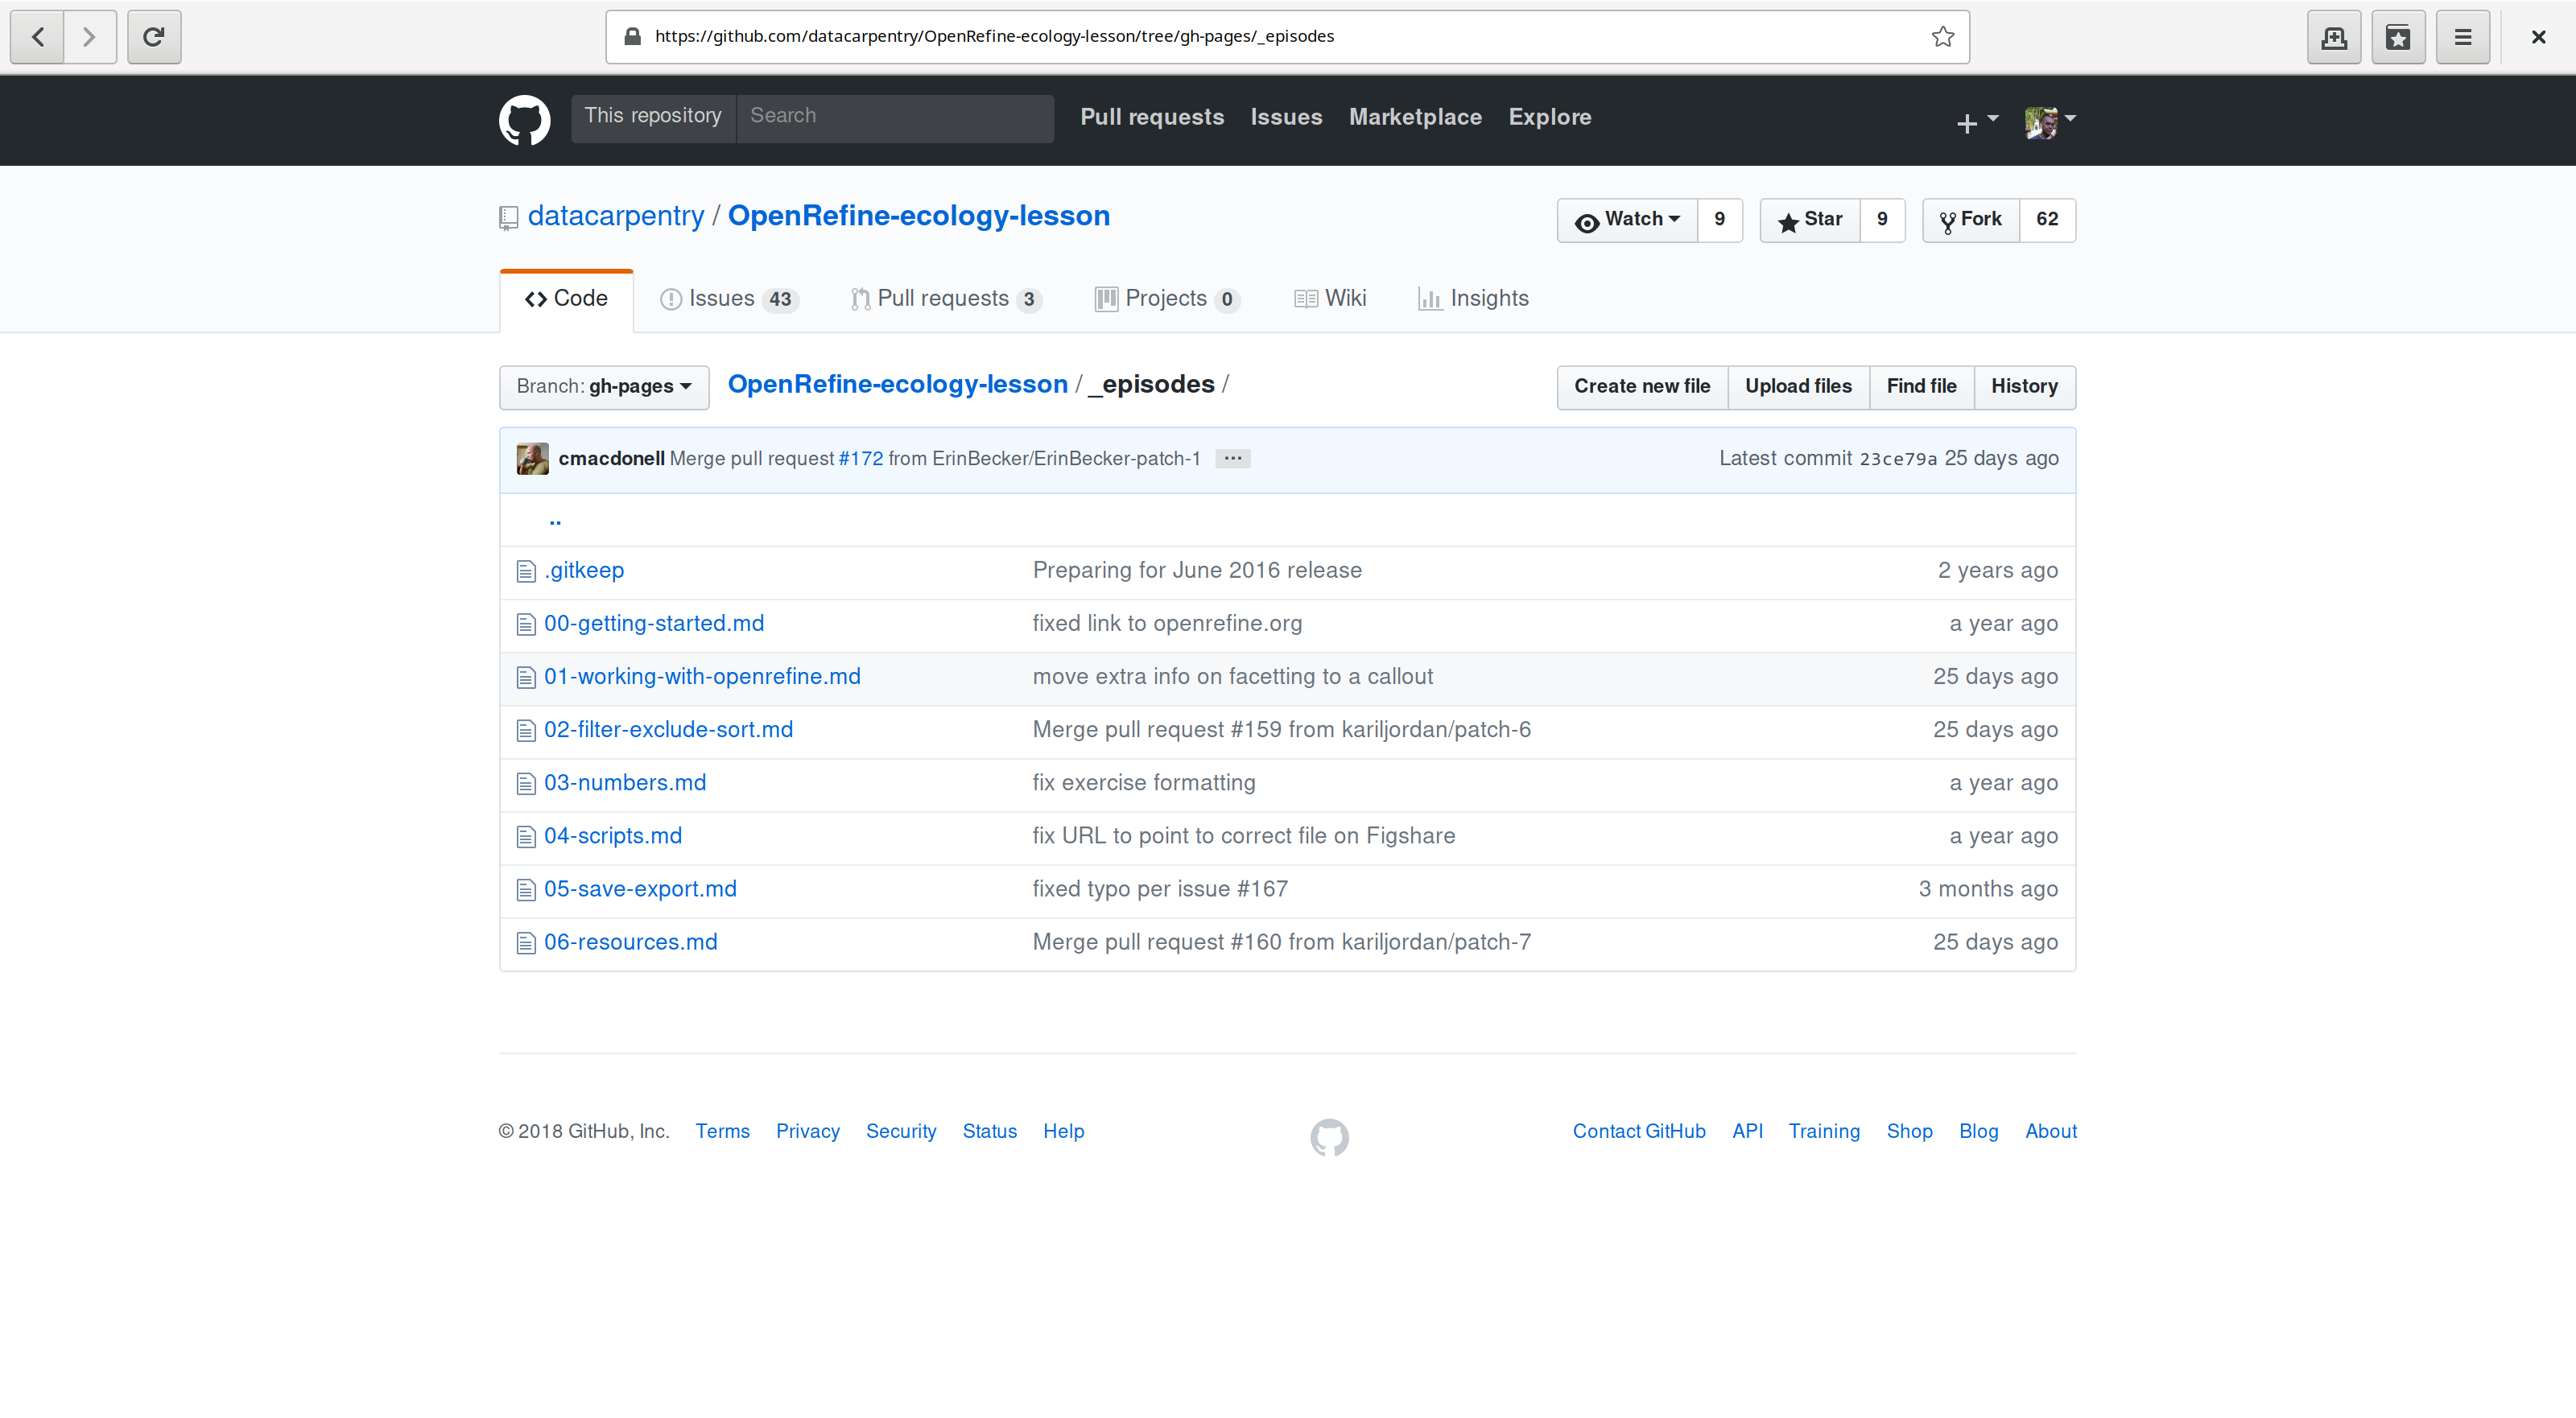 https://github.com/datacarpentry/OpenRefine-ecology-lesson/tree/gh-pages/_episodes
This repository Search Pull requests Issues Marketplace Explore
datacarpentry / OpenRefine-ecology-lesson Watch 9 Star 9 Fork 62
Code Issues 43 Pull requests 3 Projects 0 Wiki Insights
Branch: gh-pages OpenRefine-ecology-lesson / _episodes / Create new file Upload files Find file History
cmacdonell Merge pull request #172 from ErinBecker/ErinBecker-patch-1 ... Latest commit 23ce79a 25 days ago
..
.gitkeep Preparing for June 2016 release 2 years ago
00-getting-started.md fixed link to openrefine.org a year ago
01-working-with-openrefine.md move extra info on facetting to a callout 25 days ago
02-filter-exclude-sort.md Merge pull request #159 from kariljordan/patch-6 25 days ago
03-numbers.md fix exercise formatting a year ago
04-scripts.md fix URL to point to correct file on Figshare a year ago
05-save-export.md fixed typo per issue #167 3 months ago
06-resources.md Merge pull request #160 from kariljordan/patch-7 25 days ago
© 2018 GitHub, Inc. Terms Privacy Security Status Help Contact GitHub API Training Shop Blog About